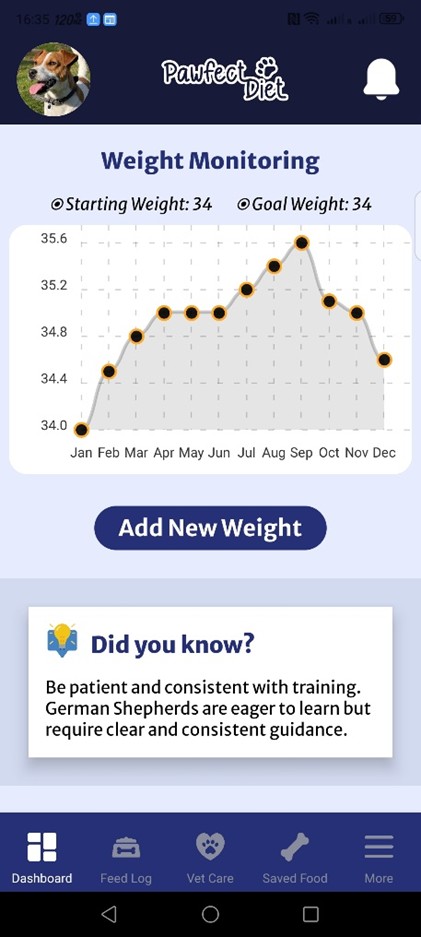 16:35 120
Pawfect
Diet
Weight Monitoring
Starting Weight: 34 Goal Weight: 34
35.6
35.2
34.8
34.4
34.0
Jan Feb Mar Apr May Jun Jul Aug Sep Oct Nov Dec
Add New Weight
Did you know?
Be patient and consistent with training.
German Shepherds are eager to learn but
require clear and consistent guidance.
Dashboard Feed Log Vet Care Saved Food More